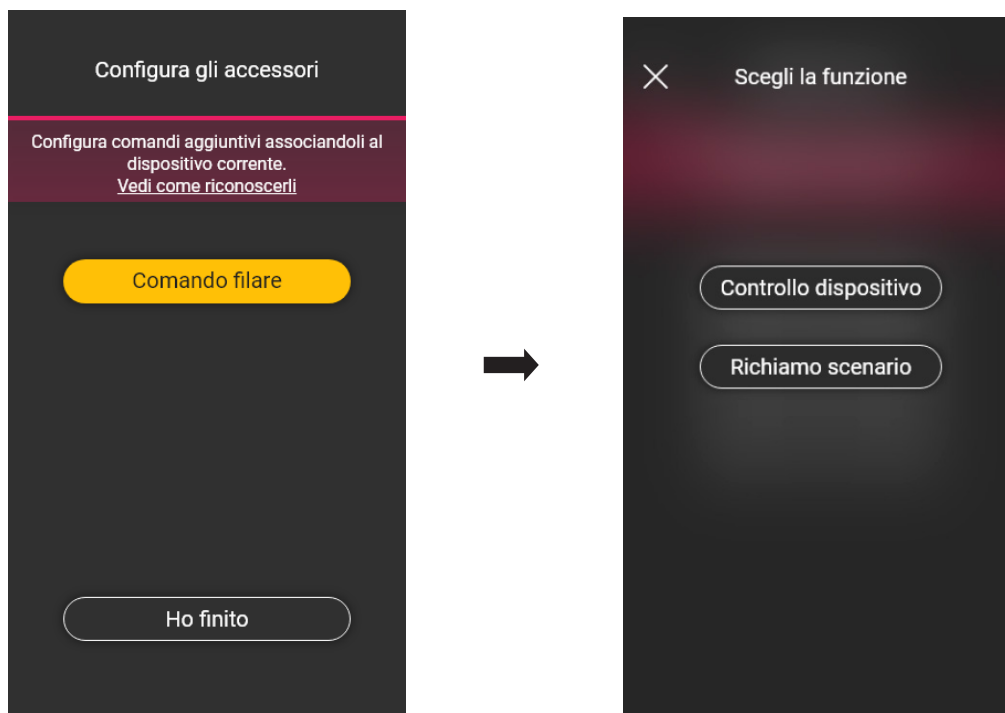 Configura gli accessori
Configura comandi aggiuntivi associandoli al
dispositivo corrente.
Vedi come riconoscerli
Comando filare
Ho finito
Scegli la funzione
Controllo dispositivo
Richiamo scenario